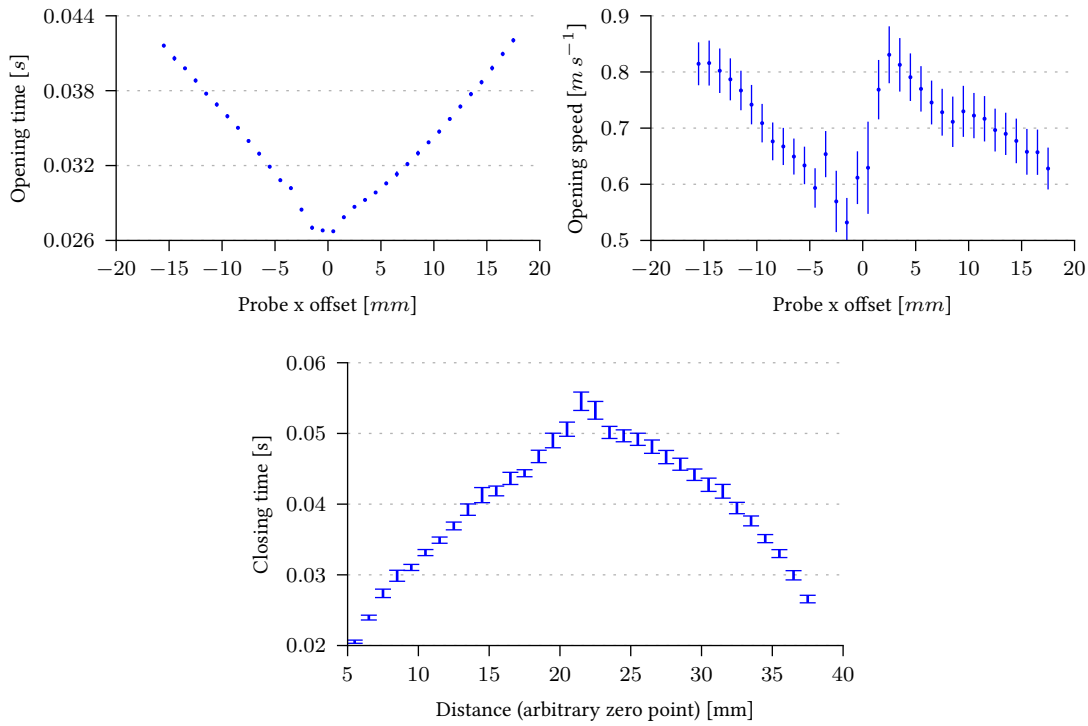 0.044
0.038
0.032
0.026
−20 −15 −10 −5 0 5 10 15 20
Opening time [s]
Probe x offset [mm]
0.9
0.8
0.7
0.6
0.5
−20 −15 −10 −5 0 5 10 15 20
Opening speed [m s⁻¹]
Probe x offset [mm]
0.06
0.05
0.04
0.03
0.02
5 10 15 20 25 30 35 40
Closing time [s]
Distance (arbitrary zero point) [mm]